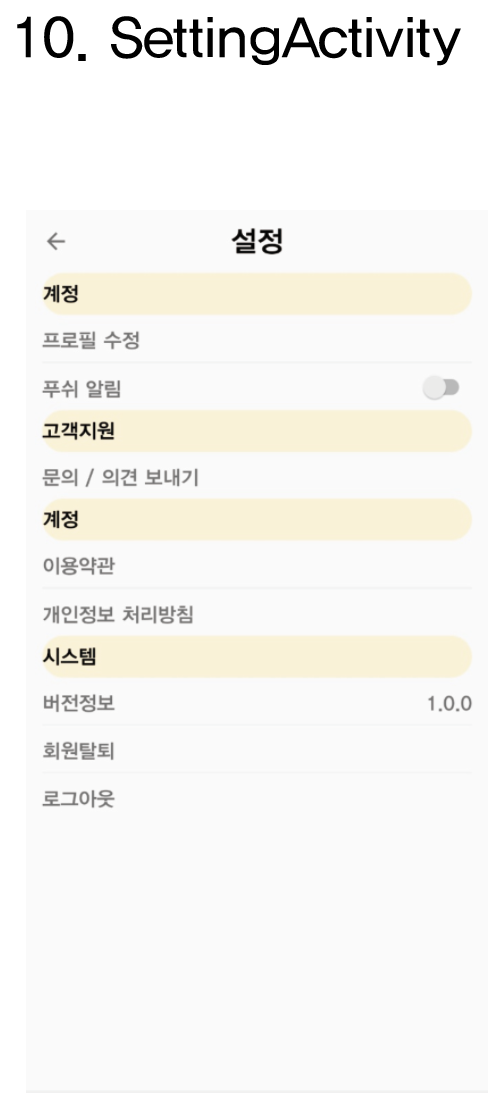 10. SettingActivity
설정
계정
프로필 수정
푸쉬 알림
고객지원
문의 / 의견 보내기
계정
이용약관
개인정보 처리방침
시스템
버전정보 1.0.0
회원탈퇴
로그아웃